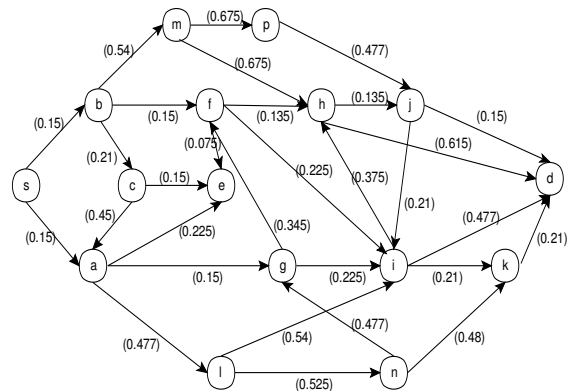 m (0.675) p
(0.54) (0.675) (0.477)
b (0.15) f (0.135) h (0.135) j (0.15)
(0.15) (0.21) (0.075) (0.225) (0.375) (0.615)
s c (0.15) e (0.21) d
(0.15) (0.45) (0.225) (0.345) (0.477) (0.21)
a (0.15) g (0.225) i (0.21) k
(0.477) (0.54) (0.477) (0.48)
l (0.525) n